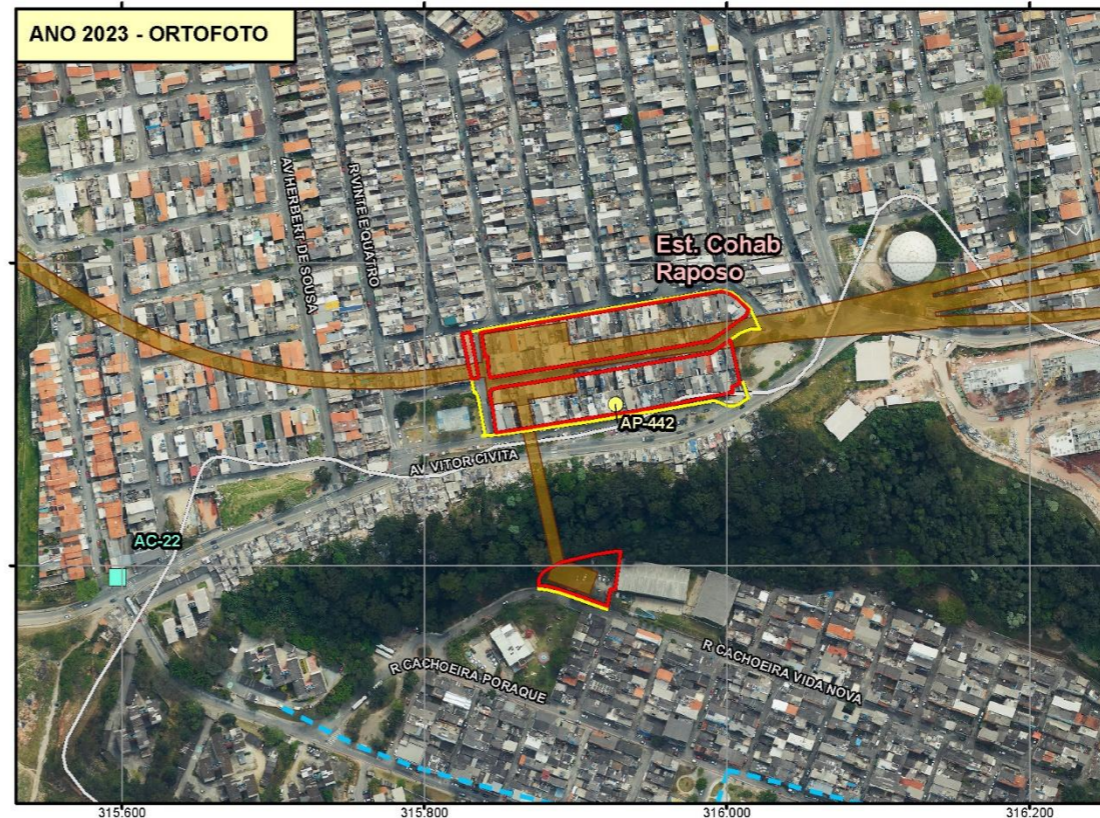 ANO 2023 - ORTOFOTO
AV HERBERT DE SOUSA
R VINTE E QUATRO
Est. Cohab
Raposo
AP-442
AV VITOR CIVITA
AC-22
R CACHOEIRA PORAQUE
R CACHOEIRA VIDA NOVA
315.600
315.800
316.000
316.200